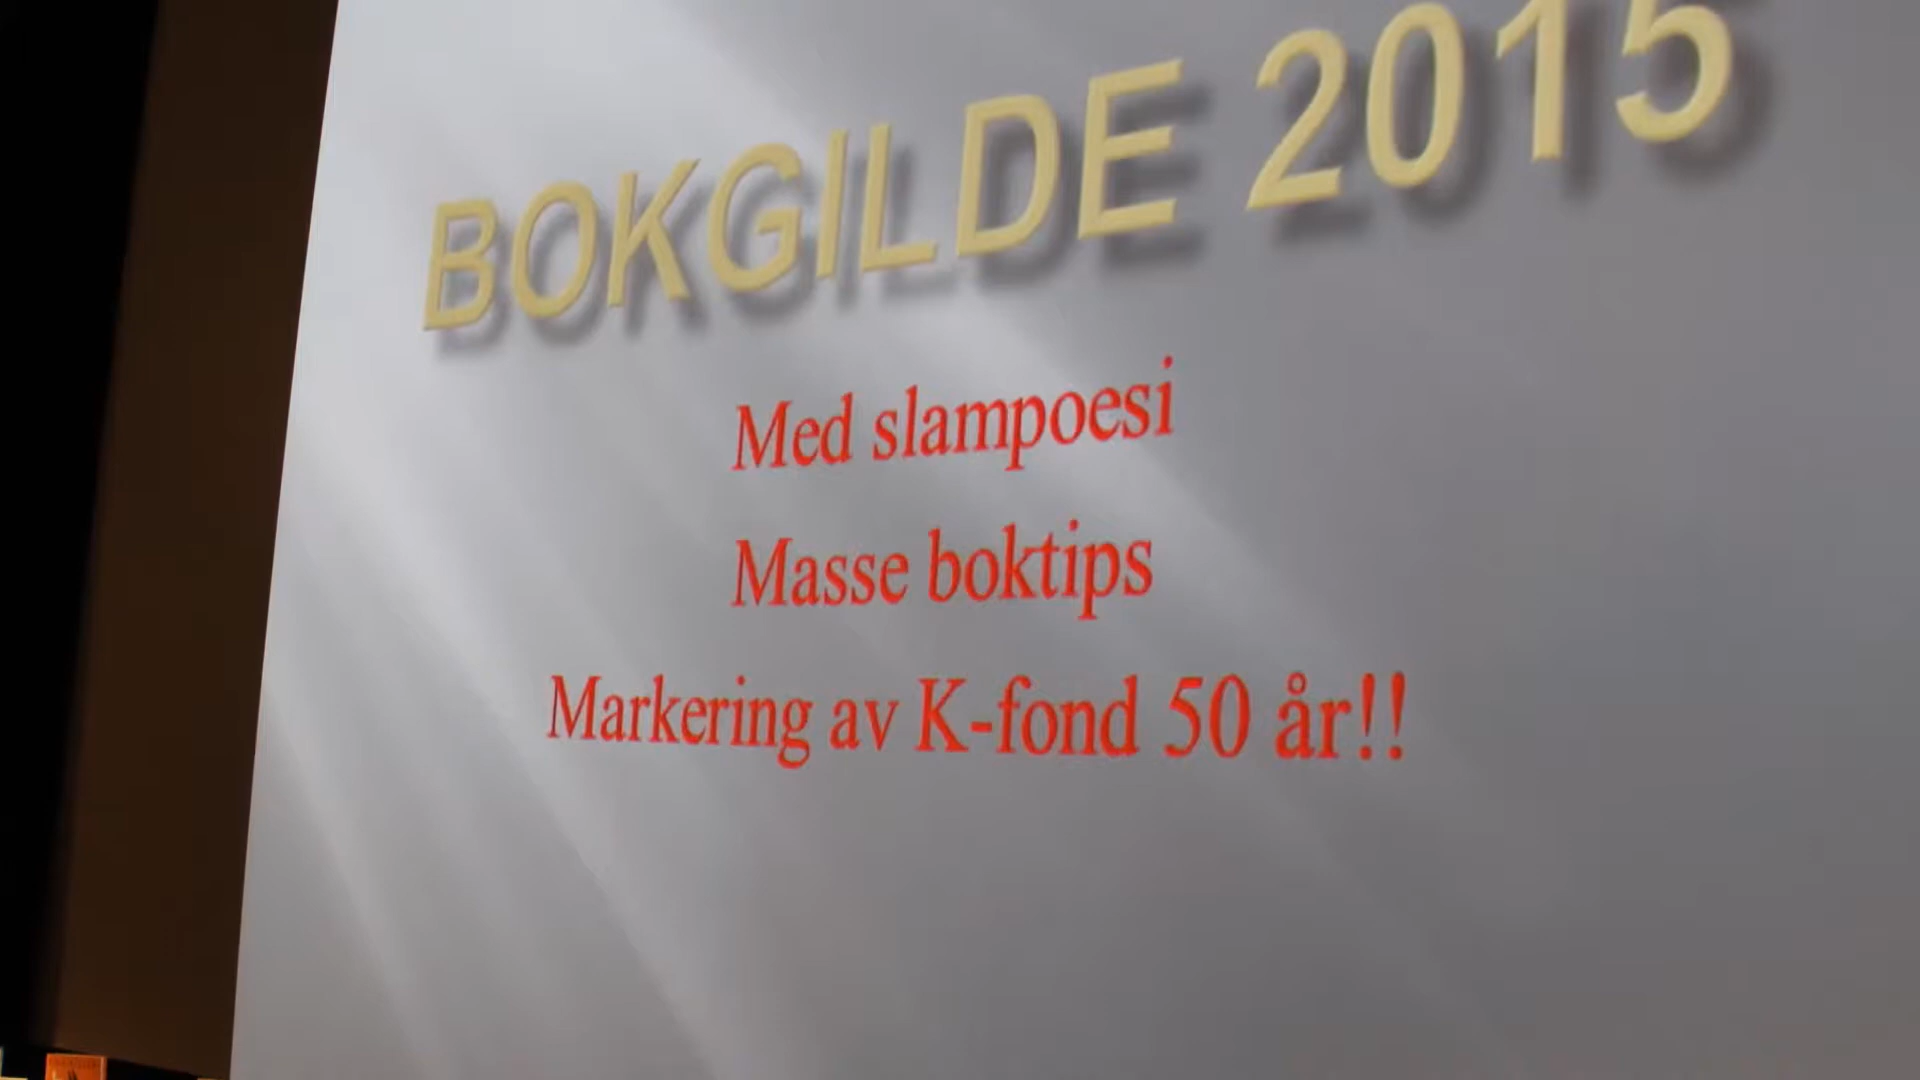 BOKGILDE 2015
Med slampoesi
Masse boktips
Markering av K-fond 50 år!!